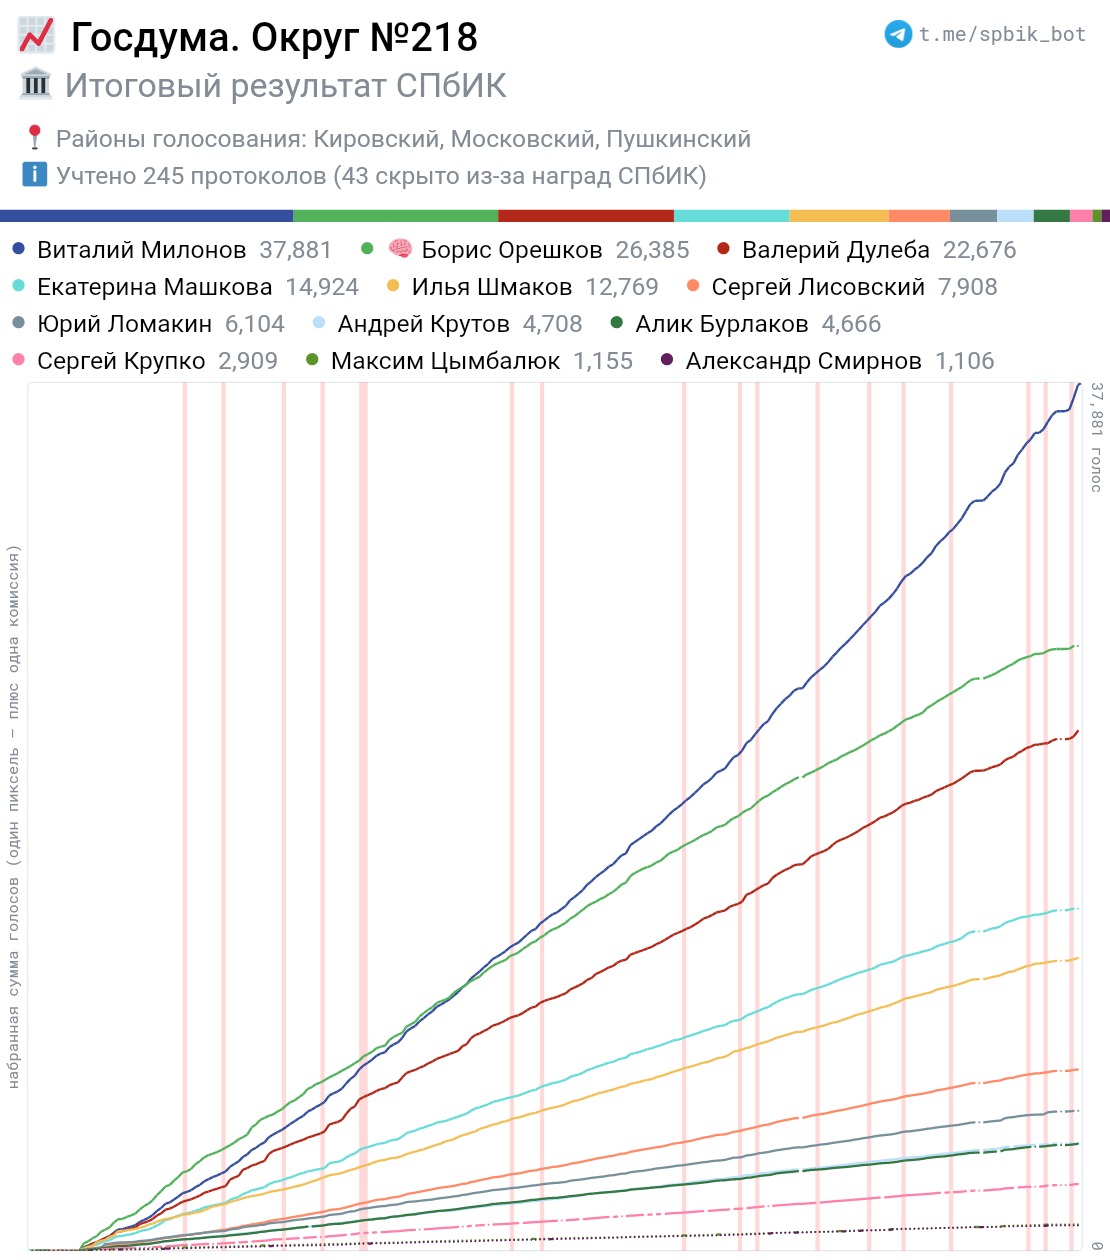 Госдума. Округ №218
t.me/spbik_bot
Итоговый результат СПбИК
Районы голосования: Кировский, Московский, Пушкинский
Учтено 245 протоколов (43 скрыто из-за наград СПбИК)
Виталий Милонов 37,881 Борис Орешков 26,385 Валерий Дулеба 22,676
Екатерина Машкова 14,924 Илья Шмаков 12,769 Сергей Лисовский 7,908
Юрий Ломакин 6,104 Андрей Крутов 4,708 Алик Бурлаков 4,666
Сергей Крупко 2,909 Максим Цымбалюк 1,155 Александр Смирнов 1,106
набранная сумма голосов (один пиксель — плюс одна комиссия)
37,881 голос
0